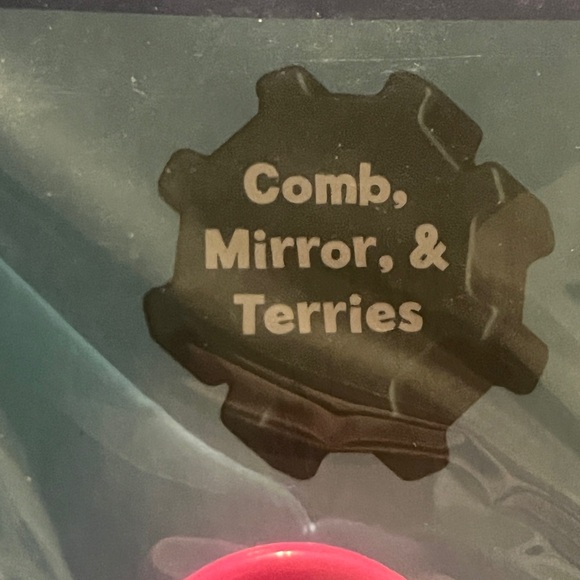 Comb,
Mirror, &
Terries